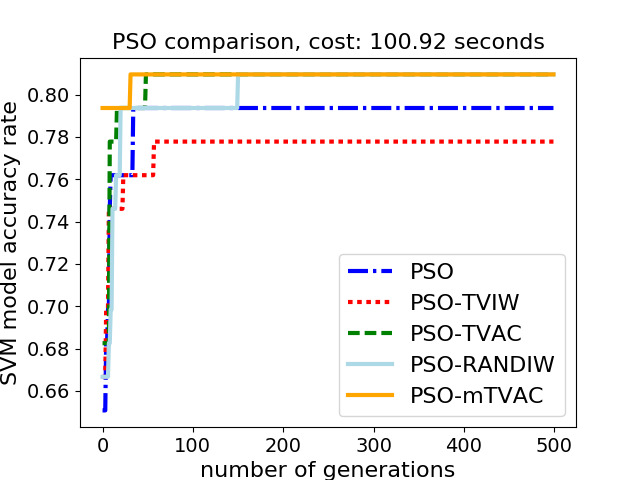 PSO comparison, cost: 100.92 seconds
SVM model accuracy rate
0.80
0.78
0.76
0.74
0.72
0.70
0.68
0.66
PSO
PSO-TVIW
PSO-TVAC
PSO-RANDIW
PSO-mTVAC
0 100 200 300 400 500
number of generations